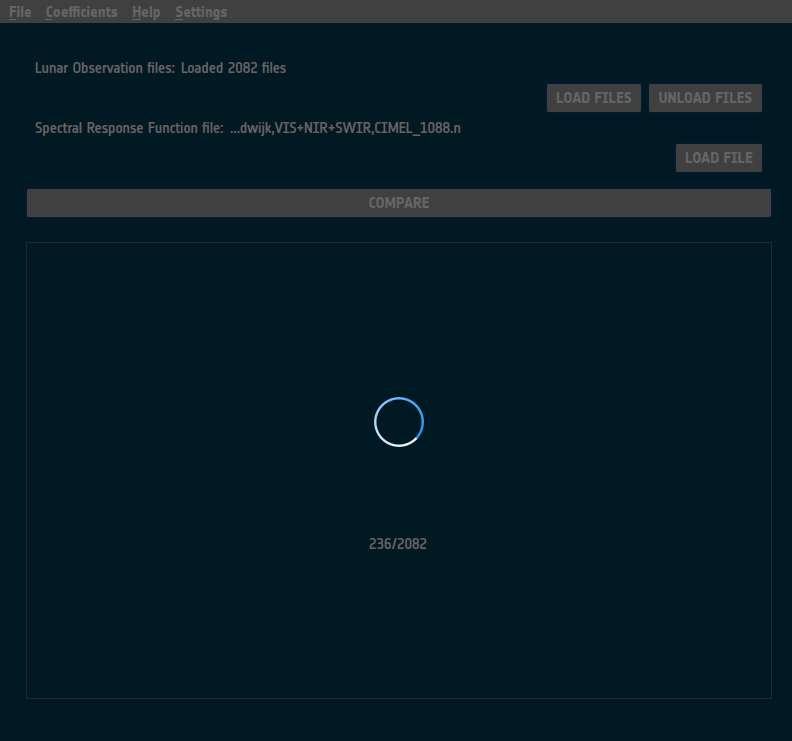 File Coefficients Help Settings
Lunar Observation files: Loaded 2082 files
LOAD FILES UNLOAD FILES
Spectral Response Function file: ...dwijk,VIS+NIR+SWIR,CIMEL_1088.n
LOAD FILE
COMPARE
236/2082